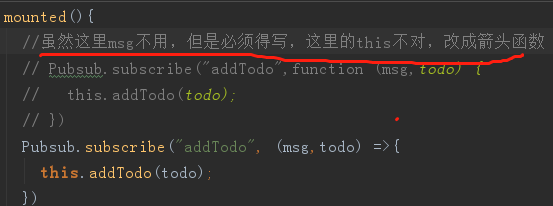 mounted(){
//虽然这里msg不用，但是必须得写，这里的this不对，改成箭头函数
// Pubsub.subscribe("addTodo",function (msg,todo) {
//   this.addTodo(todo);
// })
Pubsub.subscribe("addTodo", (msg,todo) =>{
this.addTodo(todo);
})